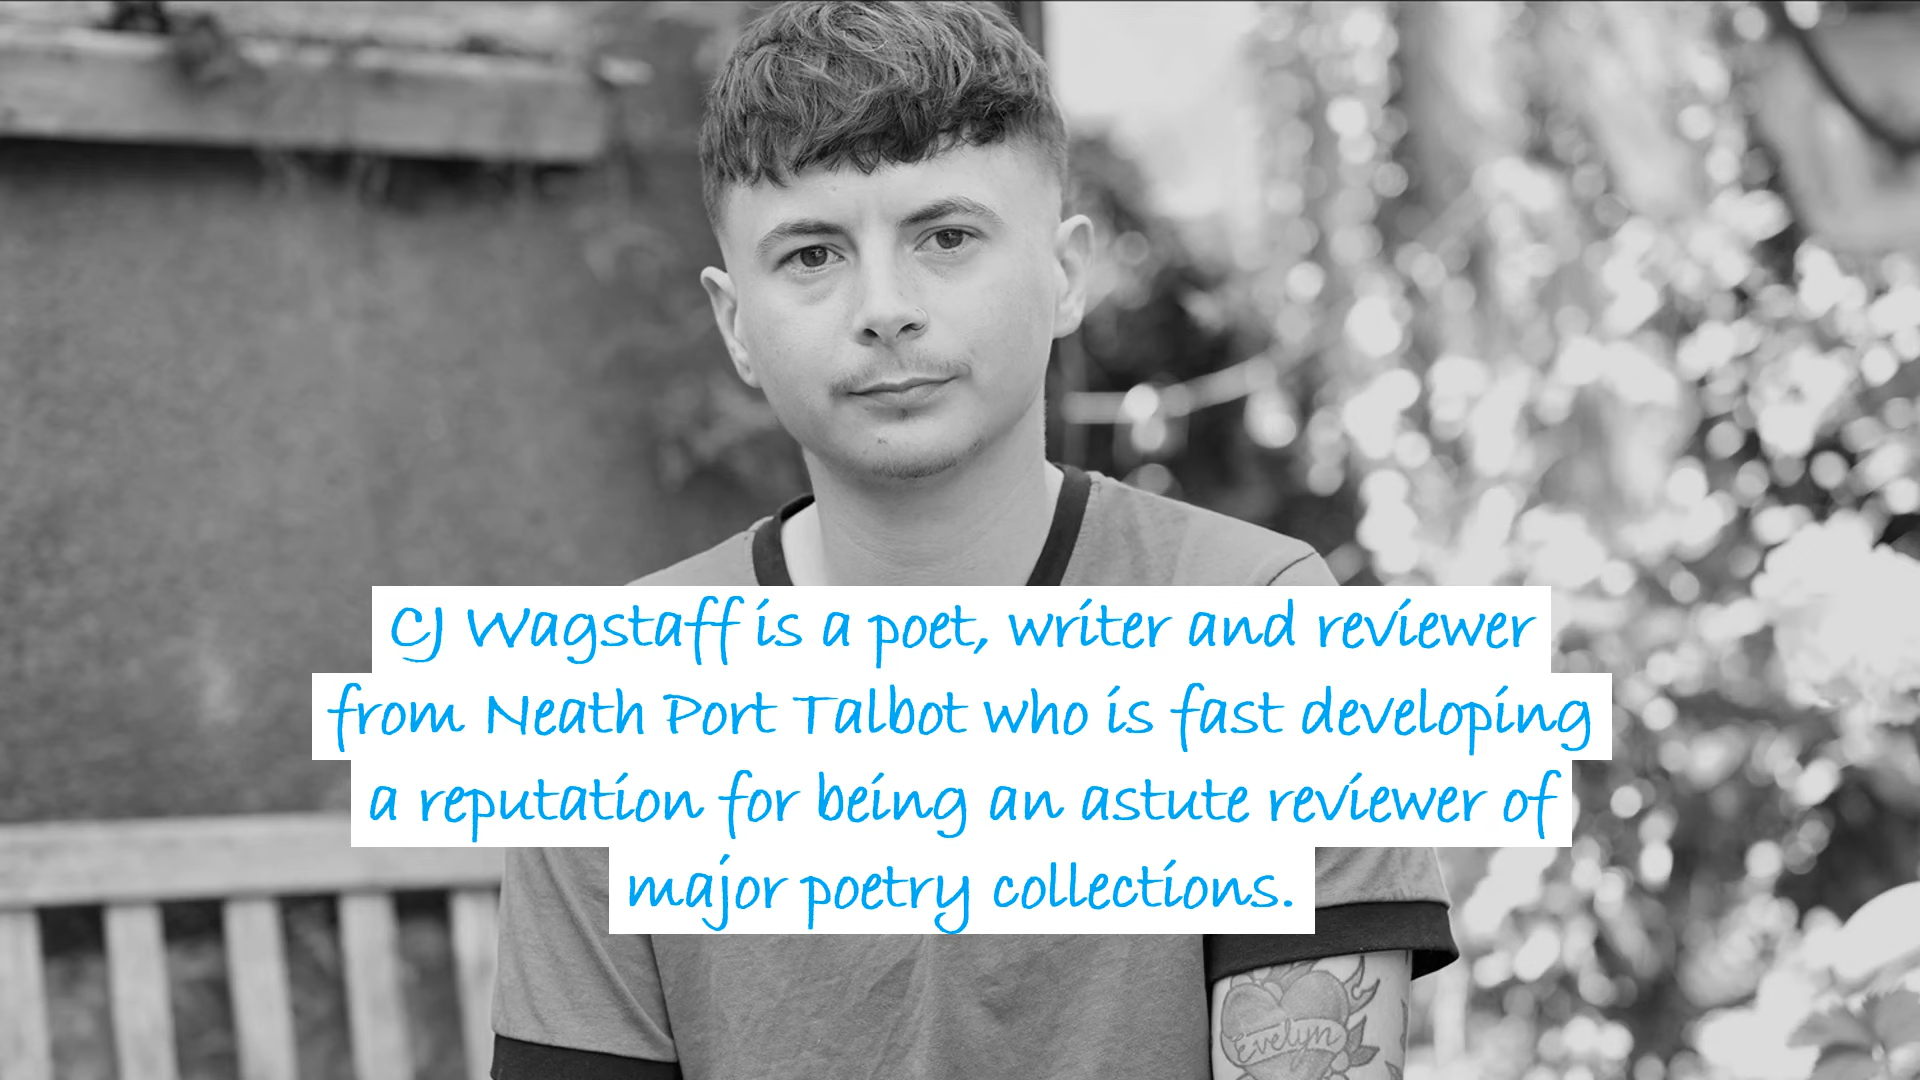 CJ Wagstaff is a poet, writer and reviewer
from Neath Port Talbot who is fast developing
a reputation for being an astute reviewer of
major poetry collections.
Evelyn